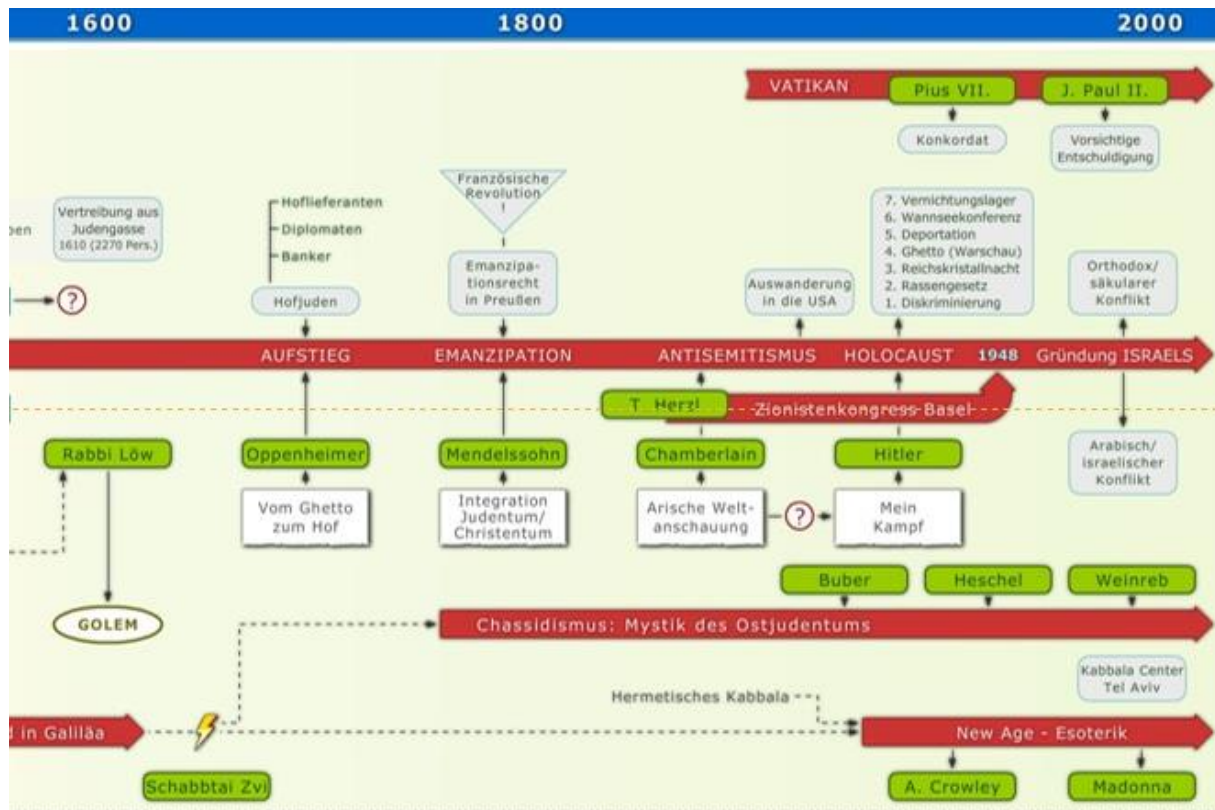 1600
1800
2000
VATIKAN
Pius VII.
J. Paul II.
Konkordat
Vorsichtige
Entschuldigung
Vertreibung aus
Judengasse
1610 (2270 Pers.)
Hoflieferanten
Diplomaten
Banker
Hofjuden
Französische
Revolution
!
Emanzipa-
tionsrecht
in Preußen
Auswanderung
in die USA
7. Vernichtungslager
6. Wannseekonferenz
5. Deportation
4. Ghetto (Warschau)
3. Reichskristallnacht
2. Rassengesetz
1. Diskriminierung
Orthodox/
säkularer
Konflikt
?
AUFSTIEG
EMANZIPATION
ANTISEMITISMUS
HOLOCAUST
1948
Gründung ISRAELS
T. Herzl
Zionistenkongress Basel
Rabbi Löw
Oppenheimer
Mendelssohn
Chamberlain
Hitler
Arabisch/
israelischer
Konflikt
Vom Ghetto
zum Hof
Integration
Judentum/
Christentum
Arische Welt-
anschauung
?
Mein
Kampf
Buber
Heschel
Weinreb
GOLEM
Chassidismus: Mystik des Ostjudentums
Kabbala Center
Tel Aviv
Hermetisches Kabbala
in Galiläa
New Age - Esoterik
Schabbtai Zvi
A. Crowley
Madonna